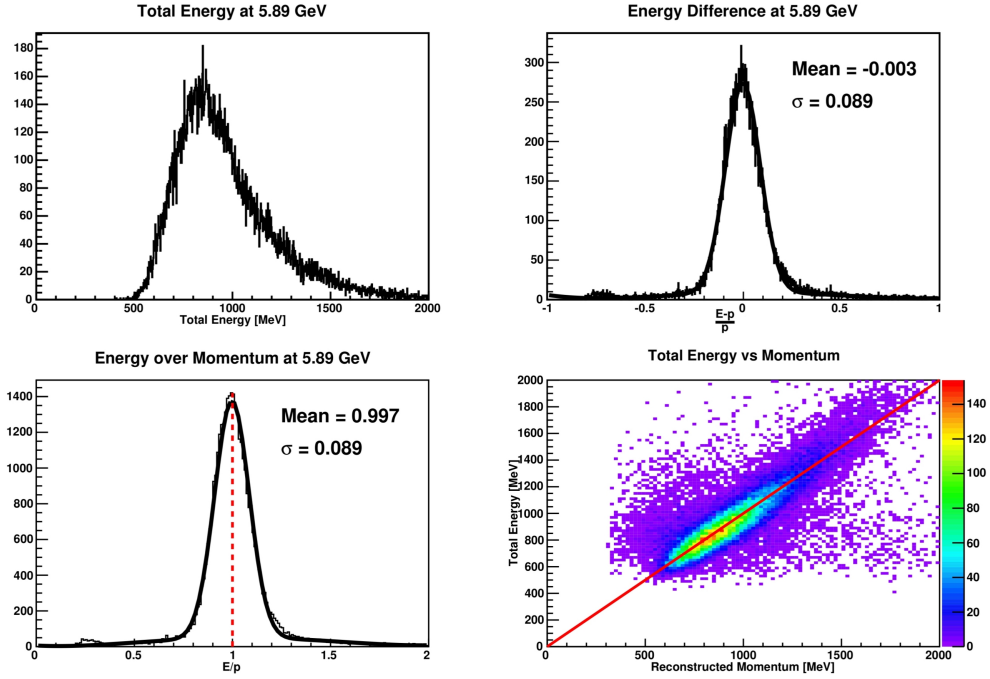 Total Energy at 5.89 GeV
180
160
140
120
100
80
60
40
20
0
0 500 1000 1500 2000
Total Energy [MeV]
Energy Difference at 5.89 GeV
Mean = -0.003
σ = 0.089
300
250
200
150
100
50
0
-1 -0.5 0 0.5 1
E-p
p
Energy over Momentum at 5.89 GeV
Mean = 0.997
σ = 0.089
1400
1200
1000
800
600
400
200
0
0 0.5 1 1.5 2
E/p
Total Energy vs Momentum
Total Energy [MeV]
2000
1800
1600
1400
1200
1000
800
600
400
200
0
0 500 1000 1500 2000
Reconstructed Momentum [MeV]
140
120
100
80
60
40
20
0